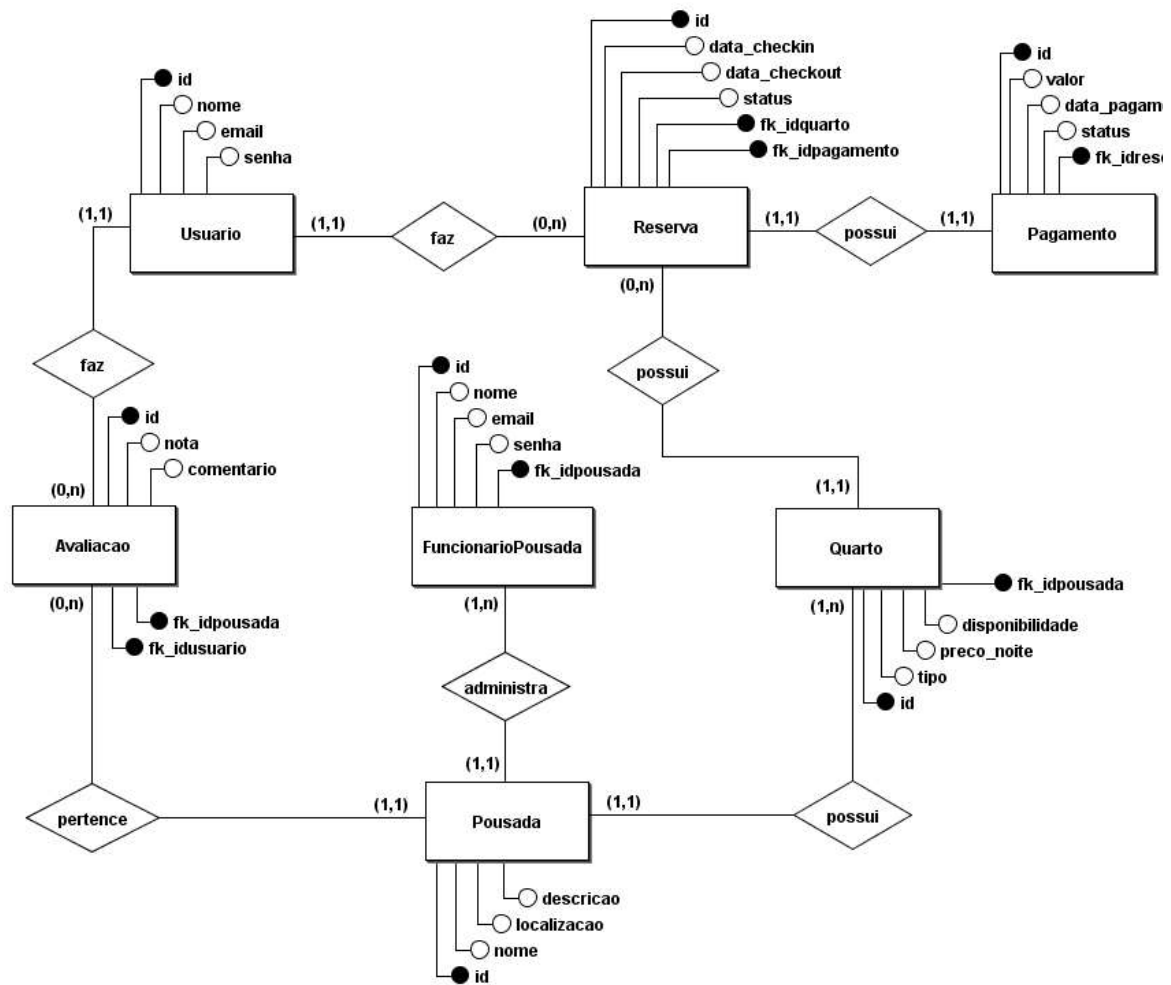 id
nome
email
senha
(1,1)
Usuario
(1,1)
faz
(0,n)
id
data_checkin
data_checkout
status
fk_idquarto
fk_idpagamento
Reserva
(1,1)
possui
(1,1)
id
valor
data_pagam
status
fk_idres
Pagamento
(0,n)
possui
(1,1)
faz
(0,n)
id
nota
comentario
Avaliacao
(0,n)
fk_idpousada
fk_idusuario
id
nome
email
senha
fk_idpousada
FuncionarioPousada
(1,n)
administra
(1,1)
Quarto
(1,n)
fk_idpousada
disponibilidade
preco_noite
tipo
id
pertence
(1,1)
Pousada
(1,1)
possui
descricao
localizacao
nome
id